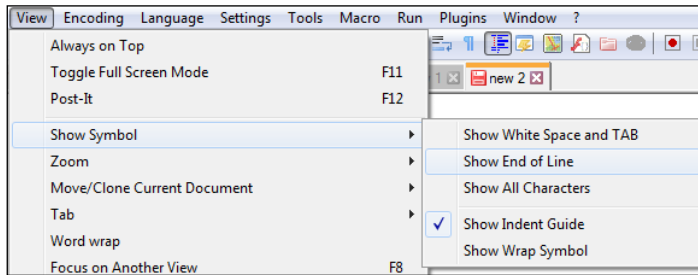 View Encoding Language Settings Tools Macro Run Plugins Window ?
Always on Top
Toggle Full Screen Mode F11
Post-It F12
1 new 2
Show Symbol
Zoom
Move/Clone Current Document
Tab
Word wrap
Focus on Another View F8
Show White Space and TAB
Show End of Line
Show All Characters
Show Indent Guide
Show Wrap Symbol